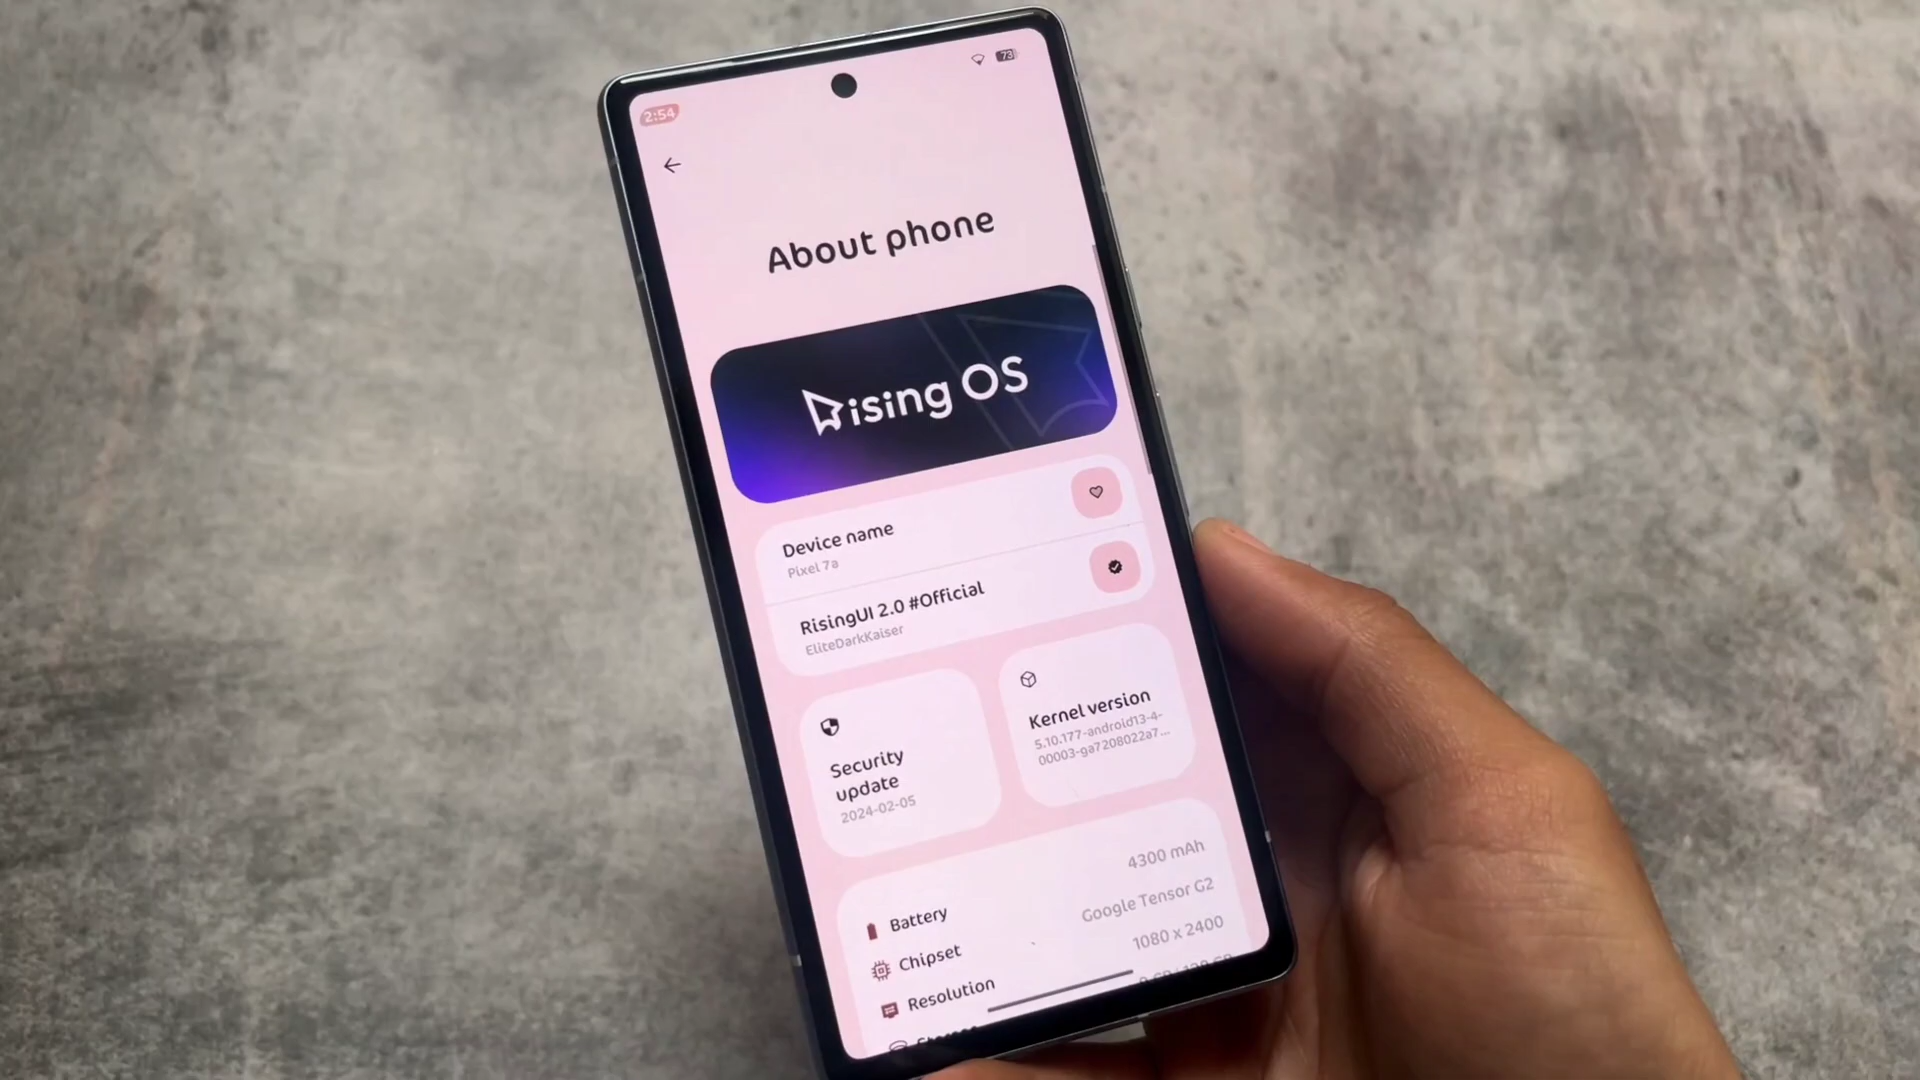 2:54
73
About phone
Rising OS
Device name
Pixel 7a
RisingUI 2.0 #Official
EliteDarkKaiser
Security
update
2024-02-05
Kernel version
5.10.177-android13-4-
00003-ga7208022a7...
Battery
4300 mAh
Chipset
Google Tensor G2
Resolution
1080 x 2400